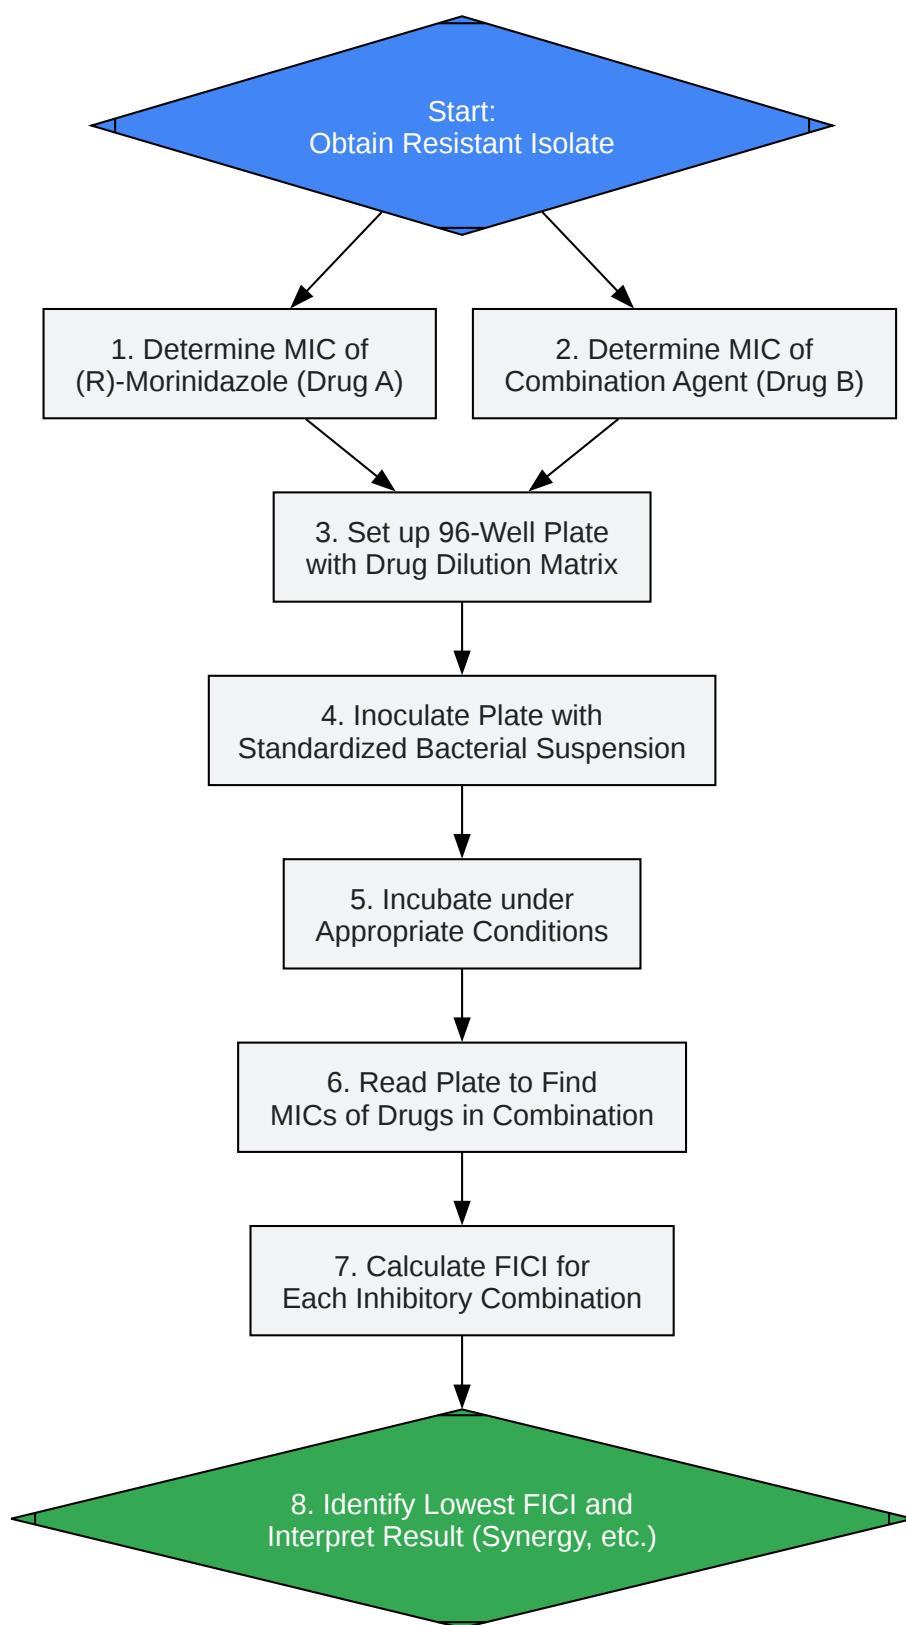 Start:
Obtain Resistant Isolate
1. Determine MIC of
(R)-Morinidazole (Drug A)
2. Determine MIC of
Combination Agent (Drug B)
3. Set up 96-Well Plate
with Drug Dilution Matrix
4. Inoculate Plate with
Standardized Bacterial Suspension
5. Incubate under
Appropriate Conditions
6. Read Plate to Find
MICs of Drugs in Combination
7. Calculate FICI for
Each Inhibitory Combination
8. Identify Lowest FICI and
Interpret Result (Synergy, etc.)